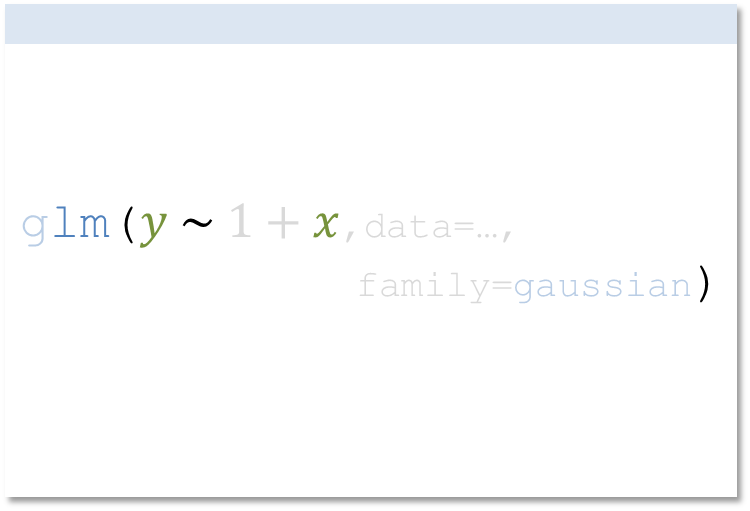 glm(y ~ 1 + x, data=…,
family=gaussian)